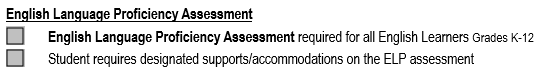 English Language Proficiency Assessment
English Language Proficiency Assessment required for all English Learners Grades K-12
Student requires designated supports/accommodations on the ELP assessment